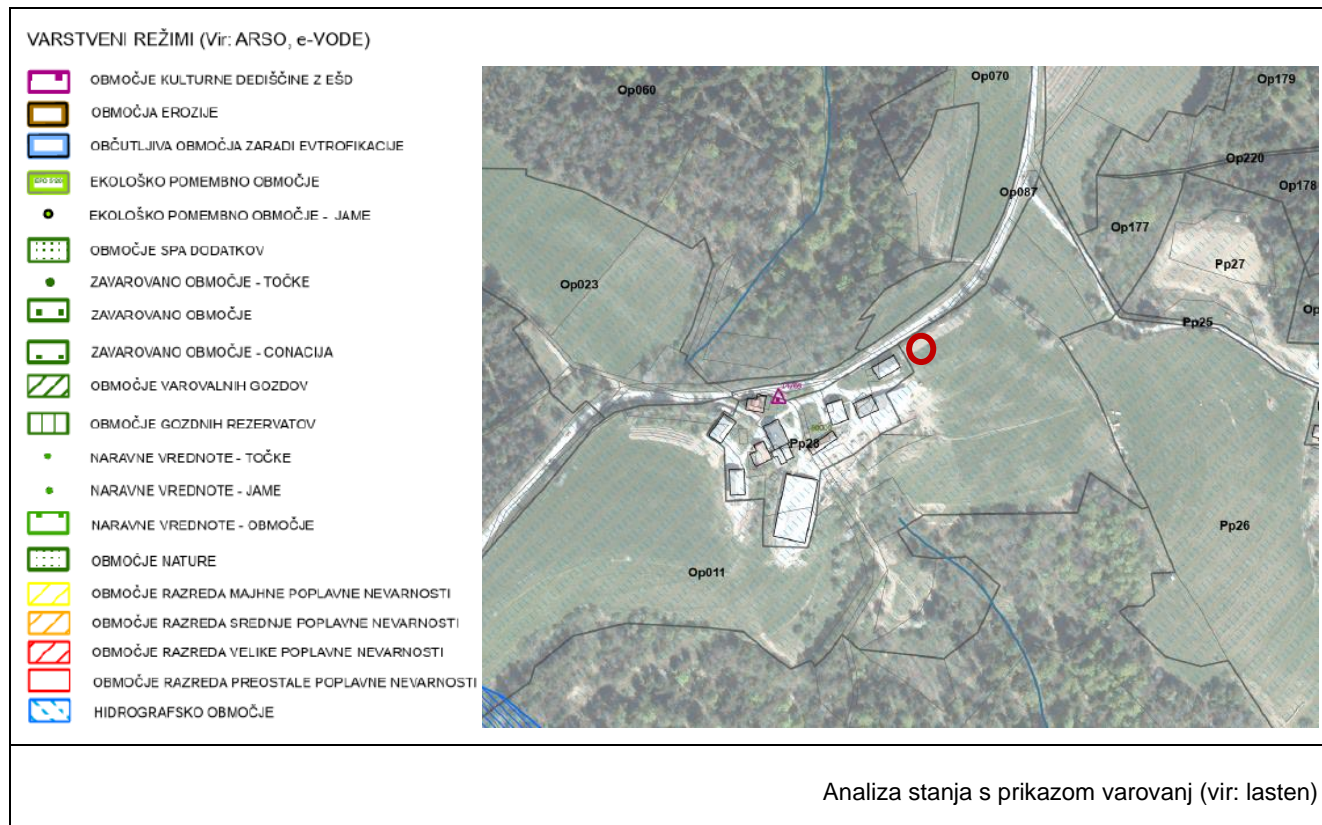 VARSTVENI REŽIMI (Vir: ARSO, e-VODE)
OBMOČJE KULTURNE DEDIŠČINE Z EŠD
OBMOČJA EROZIJE
OBČUTLJIVA OBMOČJA ZARADI EVTROFIKACIJE
EKOLOŠKO POMEMBNO OBMOČJE
EKOLOŠKO POMEMBNO OBMOČJE - JAME
OBMOČJE SPA DODATKOV
ZAVAROVANO OBMOČJE - TOČKE
ZAVAROVANO OBMOČJE
ZAVAROVANO OBMOČJE - CONACIJA
OBMOČJE VAROVALNIH GOZDOV
OBMOČJE GOZDNIH REZERVATOV
NARAVNE VREDNOTE - TOČKE
NARAVNE VREDNOTE - JAME
NARAVNE VREDNOTE - OBMOČJE
OBMOČJE NATURE
OBMOČJE RAZREDA MAJHNE POPLAVNE NEVARNOSTI
OBMOČJE RAZREDA SREDNJE POPLAVNE NEVARNOSTI
OBMOČJE RAZREDA VELIKE POPLAVNE NEVARNOSTI
OBMOČJE RAZREDA PREOSTALE POPLAVNE NEVARNOSTI
HIDROGRAFSKO OBMOČJE
Op060
Op070
Op179
Op220
Op087
Op178
Op177
Pp27
Op023
Op
Pp25
Pp28
Pp26
Op011
Analiza stanja s prikazom varovanj (vir: lasten)